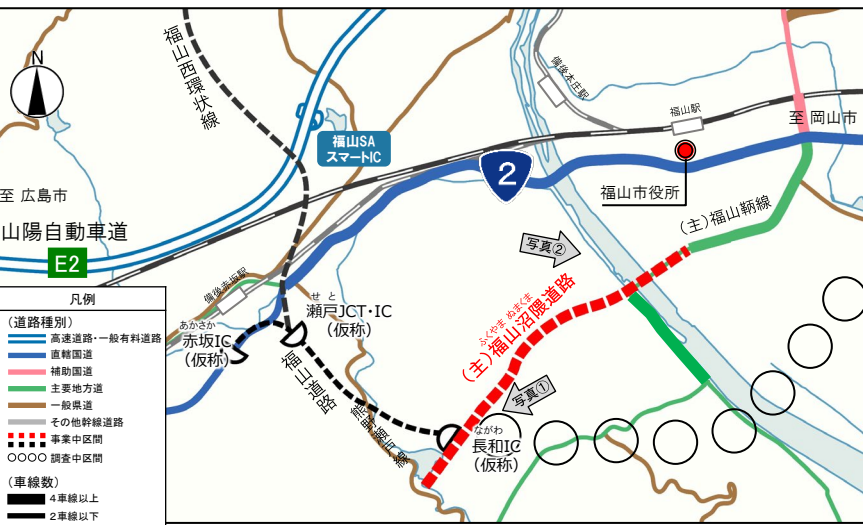 N
福山西環状線
福山SA
スマートIC
備後本庄駅
福山駅
至 岡山市
2
福山市役所
至 広島市
山陽自動車道
E2
(主)福山鞆線
写真②
備後赤坂駅
せと
瀬戸JCT・IC
(仮称)
あかさか
赤坂IC
(仮称)
ふくやま ぬまくま
(主)福山沼隈道路
福山道路
写真①
熊野瀬戸線
ながわ
長和IC
(仮称)
凡例
(道路種別)
高速道路・一般有料道路
直轄国道
補助国道
主要地方道
一般県道
その他幹線道路
事業中区間
調査中区間
(車線数)
4車線以上
2車線以下